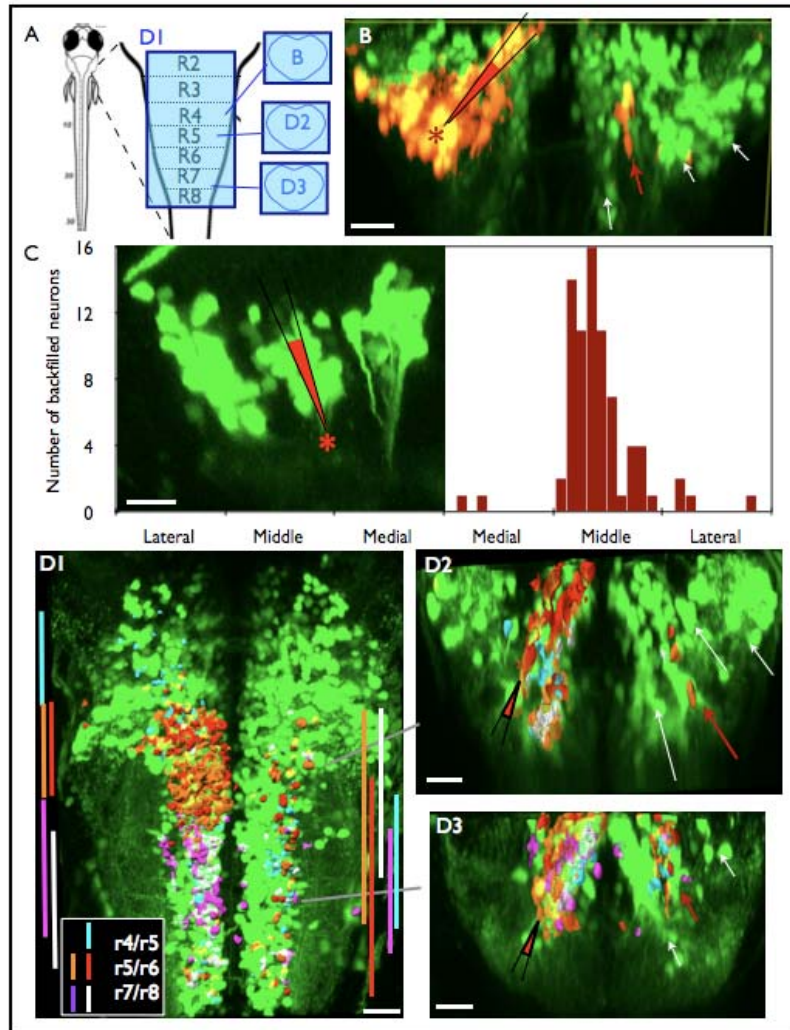 A
D1
R2
R3
R4
R5
R6
R7
R8
B
D2
D3
B
*
C
Number of backfilled neurons
16
12
8
4
0
*
Lateral Middle Medial Medial Middle Lateral
D1
r4/r5
r5/r6
r7/r8
D2
D3